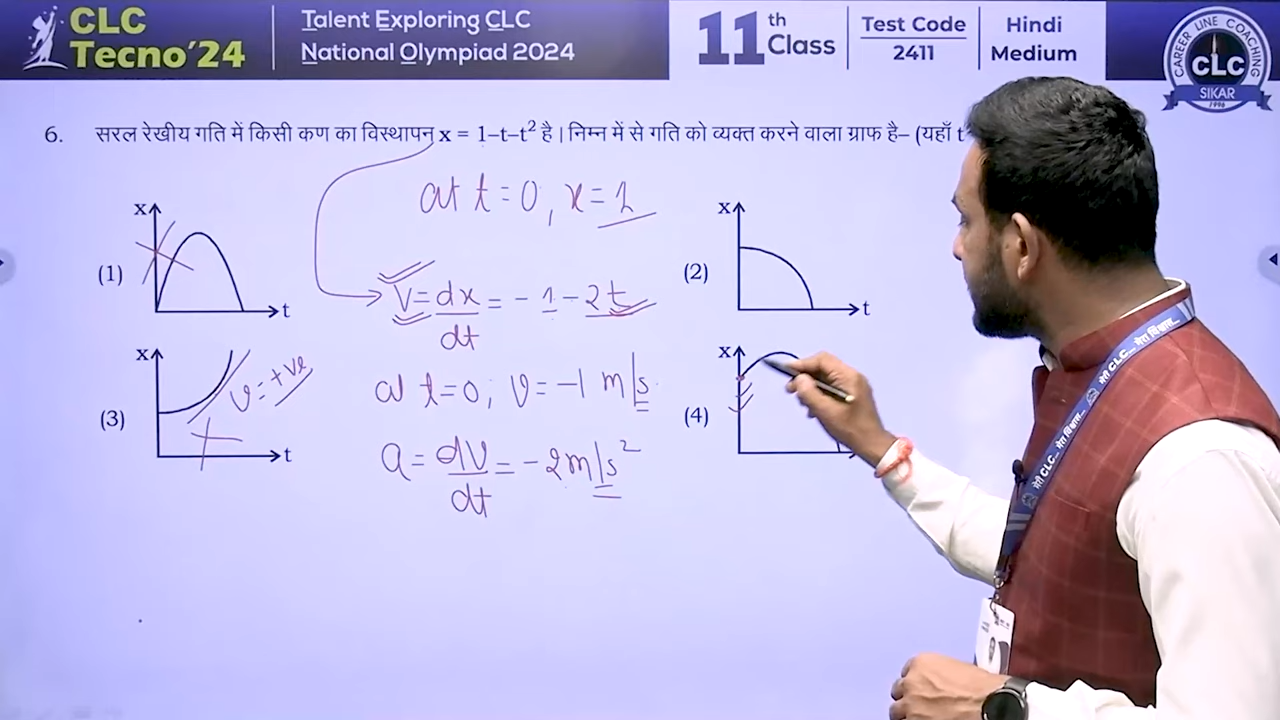 CLC
Tecno'24
Talent Exploring CLC
National Olympiad 2024
11th Class
Test Code
2411
Hindi
Medium
CAREER LINE COACHING
CLC
SIKAR
1996
6. सरल रेखीय गति में किसी कण का विस्थापन x = 1–t–t² है। निम्न में से गति को व्यक्त करने वाला ग्राफ है– (यहाँ t
at t=0, x=1
(1) x t
(2) x t
V=dx/dt = -1-2t
(3) x t
v=+ve
at t=0; v=-1 m/s
(4) x
a=dv/dt=-2m/s²
मेरी CLC... मेरा विश्वास...